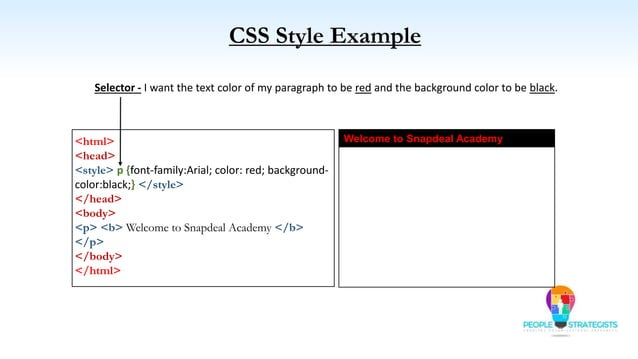 CSS Style Example
Selector - I want the text color of my paragraph to be red and the background color to be black.
<html>
<head>
<style> p {font-family:Arial; color: red; background-
color:black;} </style>
</head>
<body>
<p> <b> Welcome to Snapdeal Academy </b>
</p>
</body>
</html>
Welcome to Snapdeal Academy
PEOPLE STRATEGISTS